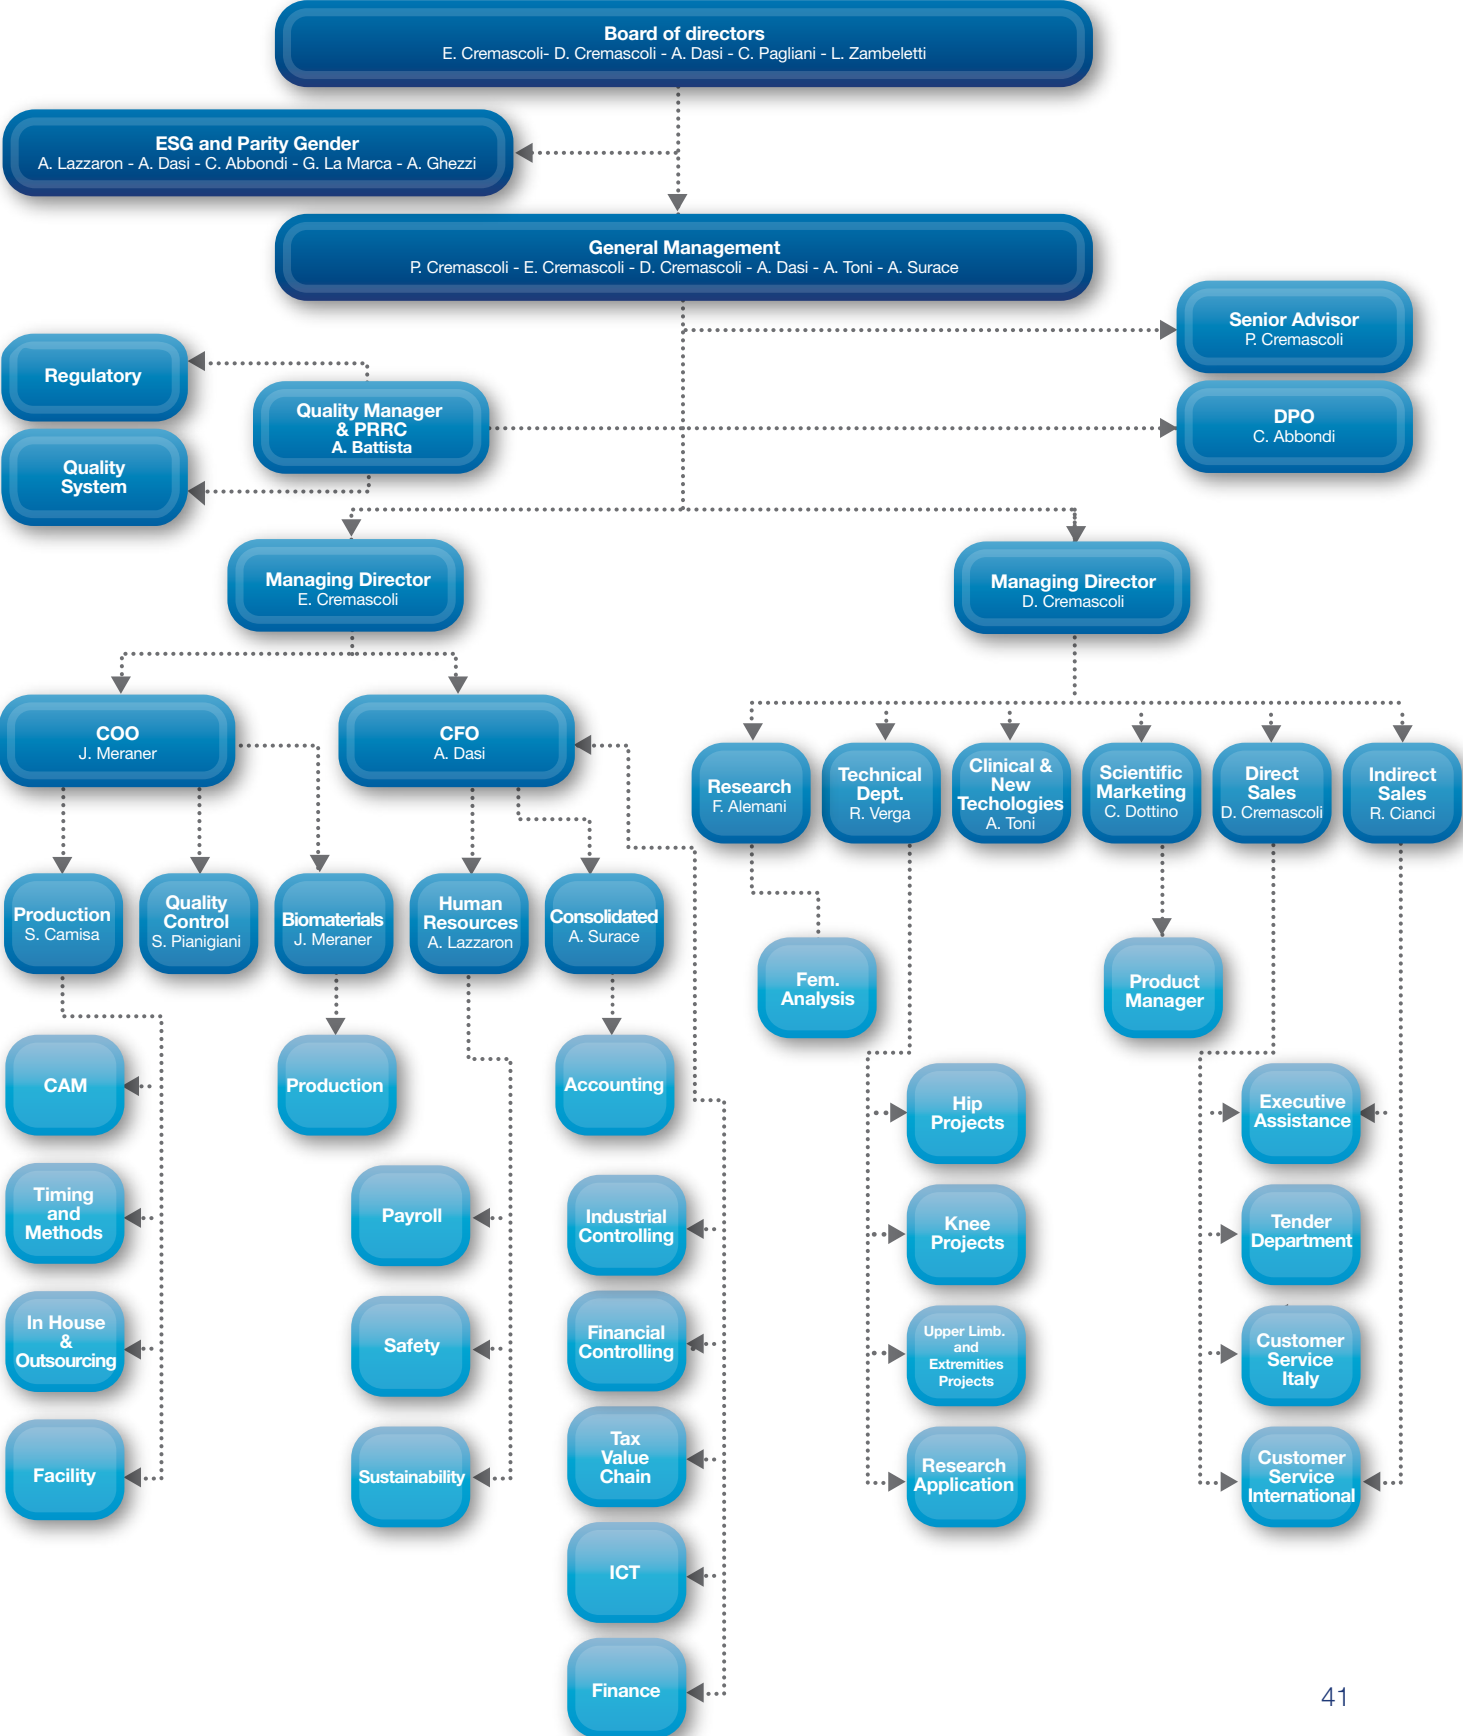 Board of directors
E. Cremascoli- D. Cremascoli - A. Dasi - C. Pagliani - L. Zambeletti
ESG and Parity Gender
A. Lazzaron - A. Dasi - C. Abbondi - G. La Marca - A. Ghezzi
General Management
P. Cremascoli - E. Cremascoli - D. Cremascoli - A. Dasi - A. Toni - A. Surace
Senior Advisor
P. Cremascoli
Regulatory
Quality Manager
& PRRC
A. Battista
DPO
C. Abbondi
Quality
System
Managing Director
E. Cremascoli
Managing Director
D. Cremascoli
COO
J. Meraner
CFO
A. Dasi
Research
F. Alemani
Technical
Dept.
R. Verga
Clinical &
New
Techologies
A. Toni
Scientific
Marketing
C. Dottino
Direct
Sales
D. Cremascoli
Indirect
Sales
R. Cianci
Production
S. Camisa
Quality
Control
S. Pianigiani
Biomaterials
J. Meraner
Human
Resources
A. Lazzaron
Consolidated
A. Surace
Fem.
Analysis
Product
Manager
CAM
Production
Accounting
Hip
Projects
Executive
Assistance
Timing
and
Methods
Payroll
Industrial
Controlling
Knee
Projects
Tender
Department
In House
&
Outsourcing
Safety
Financial
Controlling
Upper Limb.
and
Extremities
Projects
Customer
Service
Italy
Facility
Sustainability
Tax
Value
Chain
Research
Application
Customer
Service
International
ICT
Finance
41